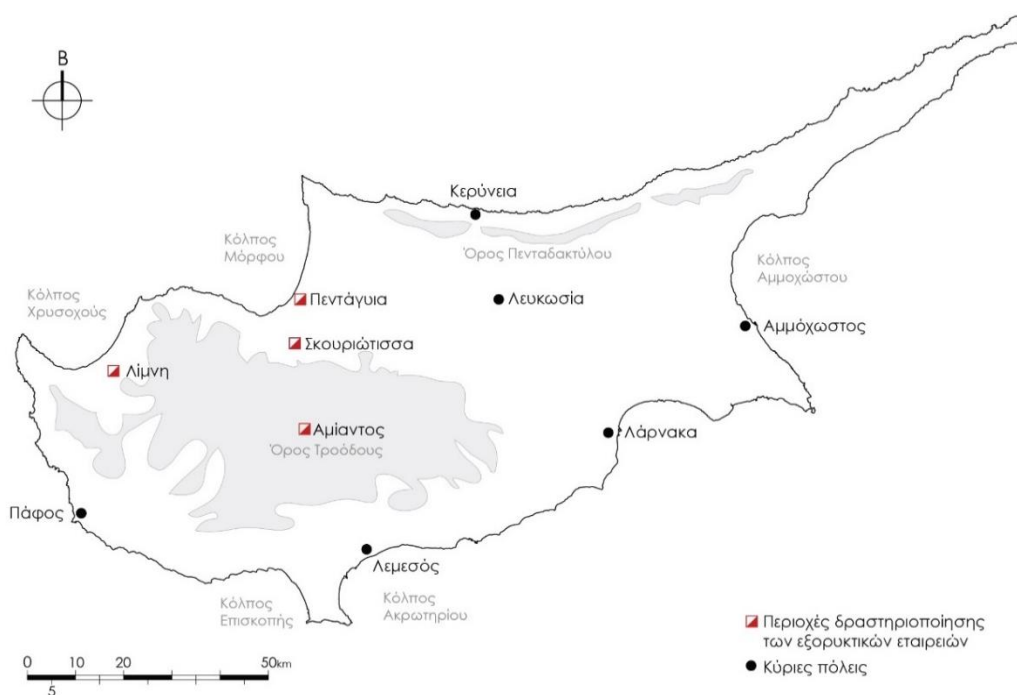 Β
Κερύνεια
Κόλπος
Μόρφου
Όρος Πενταδακτύλου
Κόλπος
Αμμοχώστου
Κόλπος
Χρυσοχούς
Πεντάγυια
Λευκωσία
Αμμόχωστος
Σκουριώτισσα
Λίμνη
Αμίαντος
Όρος Τροόδους
Λάρνακα
Πάφος
Λεμεσός
Κόλπος
Επισκοπής
Κόλπος
Ακρωτηρίου
Περιοχές δραστηριοποίησης
των εξορυκτικών εταιρειών
Κύριες πόλεις
0 10 20 50km
5